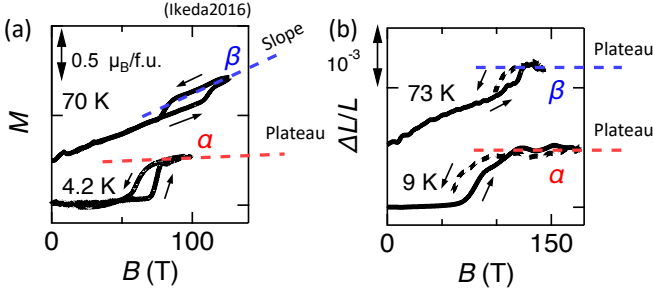 (a)
(Ikeda2016)
0.5 μB/f.u.
β
Slope
70 K
M
α
Plateau
4.2 K
0
100
B (T)
(b)
10-3
Plateau
73 K
β
ΔL/L
Plateau
α
9 K
0
150
B (T)